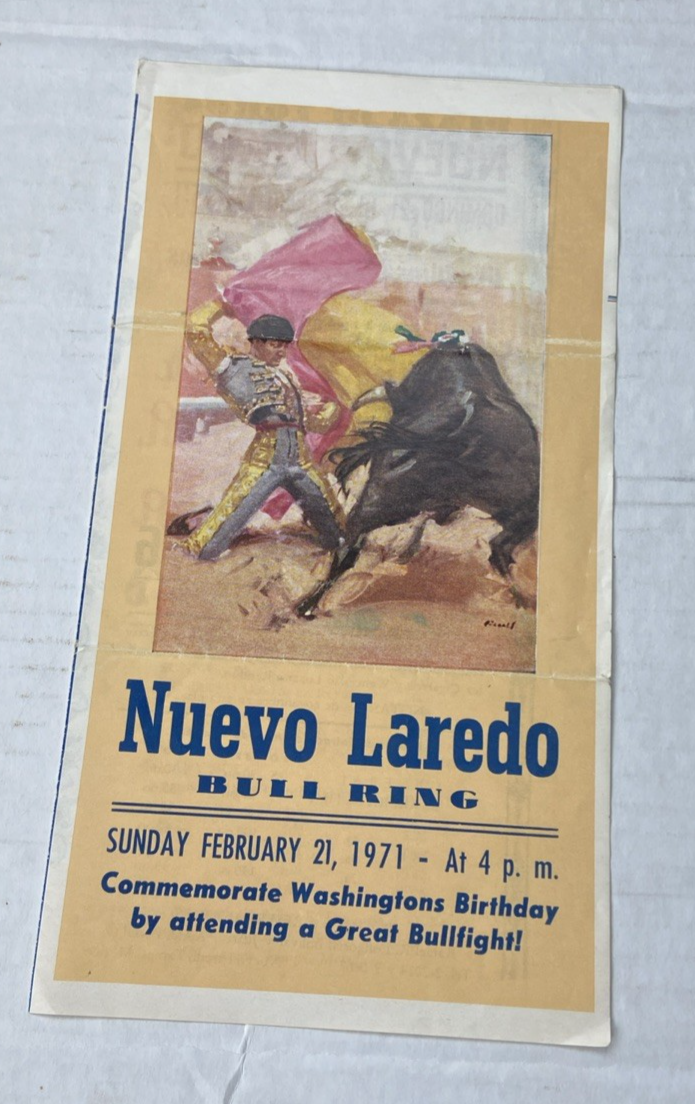 Nuevo Laredo
BULL RING
SUNDAY FEBRUARY 21, 1971 - At 4 p. m.
Commemorate Washingtons Birthday
by attending a Great Bullfight!